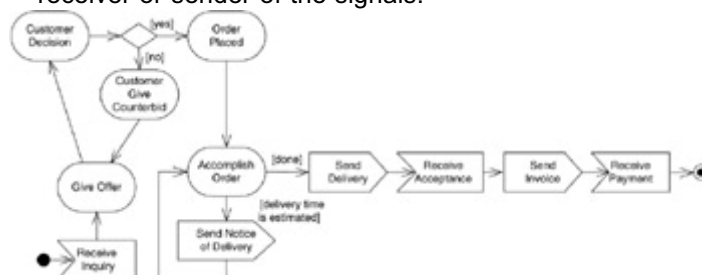 receiver or sender of the signals.
Customer
Decision
[yes]
Order
Placed
[no]
Customer
Give
Counterbid
Give Offer
Accomplish
Order
[done]
Send
Delivery
Receive
Acceptance
Send
Invoice
Receive
Payment
[delivery time
is estimated]
Send Notice
of Delivery
Receive
Inquiry